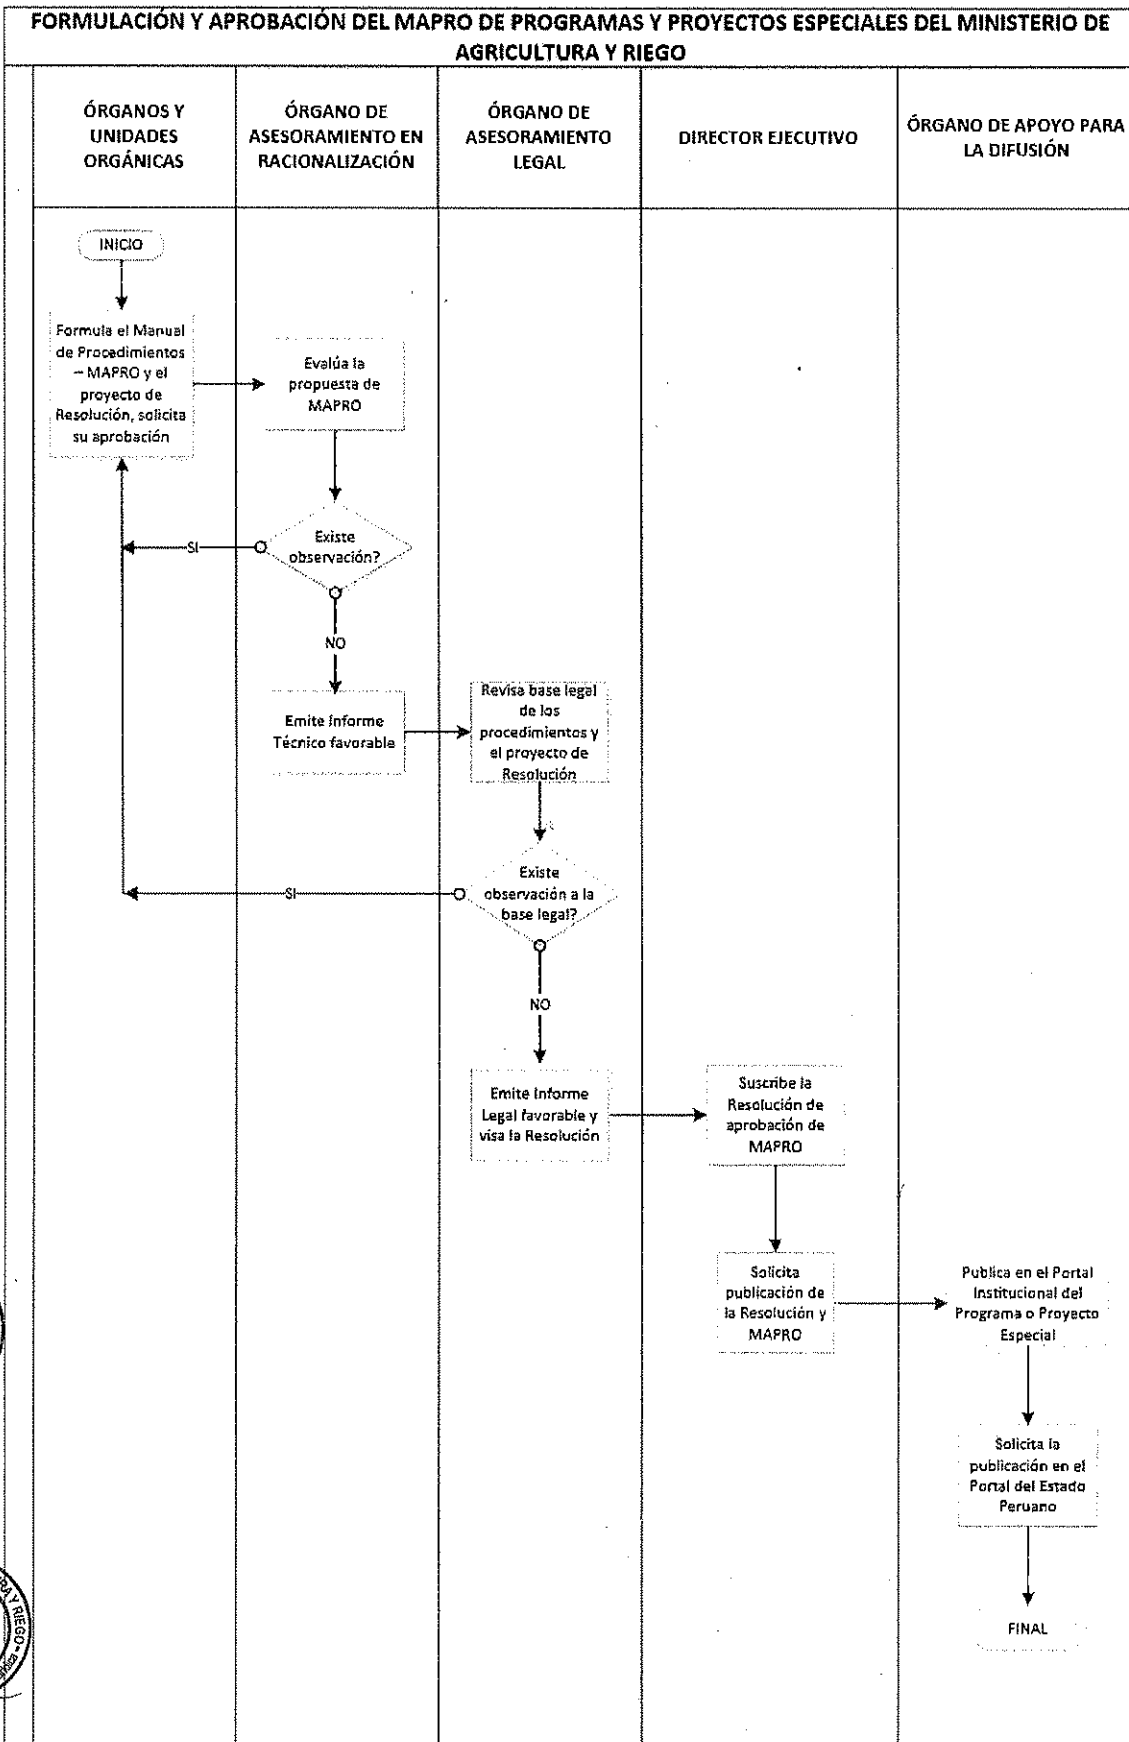 FORMULACIÓN Y APROBACIÓN DEL MAPRO DE PROGRAMAS Y PROYECTOS ESPECIALES DEL MINISTERIO DE
AGRICULTURA Y RIEGO
ÓRGANOS Y
UNIDADES
ORGÁNICAS
ÓRGANO DE
ASESORAMIENTO EN
RACIONALIZACIÓN
ÓRGANO DE
ASESORAMIENTO
LEGAL
DIRECTOR EJECUTIVO
ÓRGANO DE APOYO PARA
LA DIFUSIÓN
INICIO
Formula el Manual
de Procedimientos
– MAPRO y el
proyecto de
Resolución, solicita
su aprobación
Evalúa la
propuesta de
MAPRO
Existe
observación?
SI
NO
Emite Informe
Técnico favorable
Revisa base legal
de los
procedimientos y
el proyecto de
Resolución
Existe
observación a la
base legal?
SI
NO
Emite Informe
Legal favorable y
visa la Resolución
Suscribe la
Resolución de
aprobación de
MAPRO
Solicita
publicación de
la Resolución y
MAPRO
Publica en el Portal
Institucional del
Programa o Proyecto
Especial
Solicita la
publicación en el
Portal del Estado
Peruano
FINAL
Y RIEGO